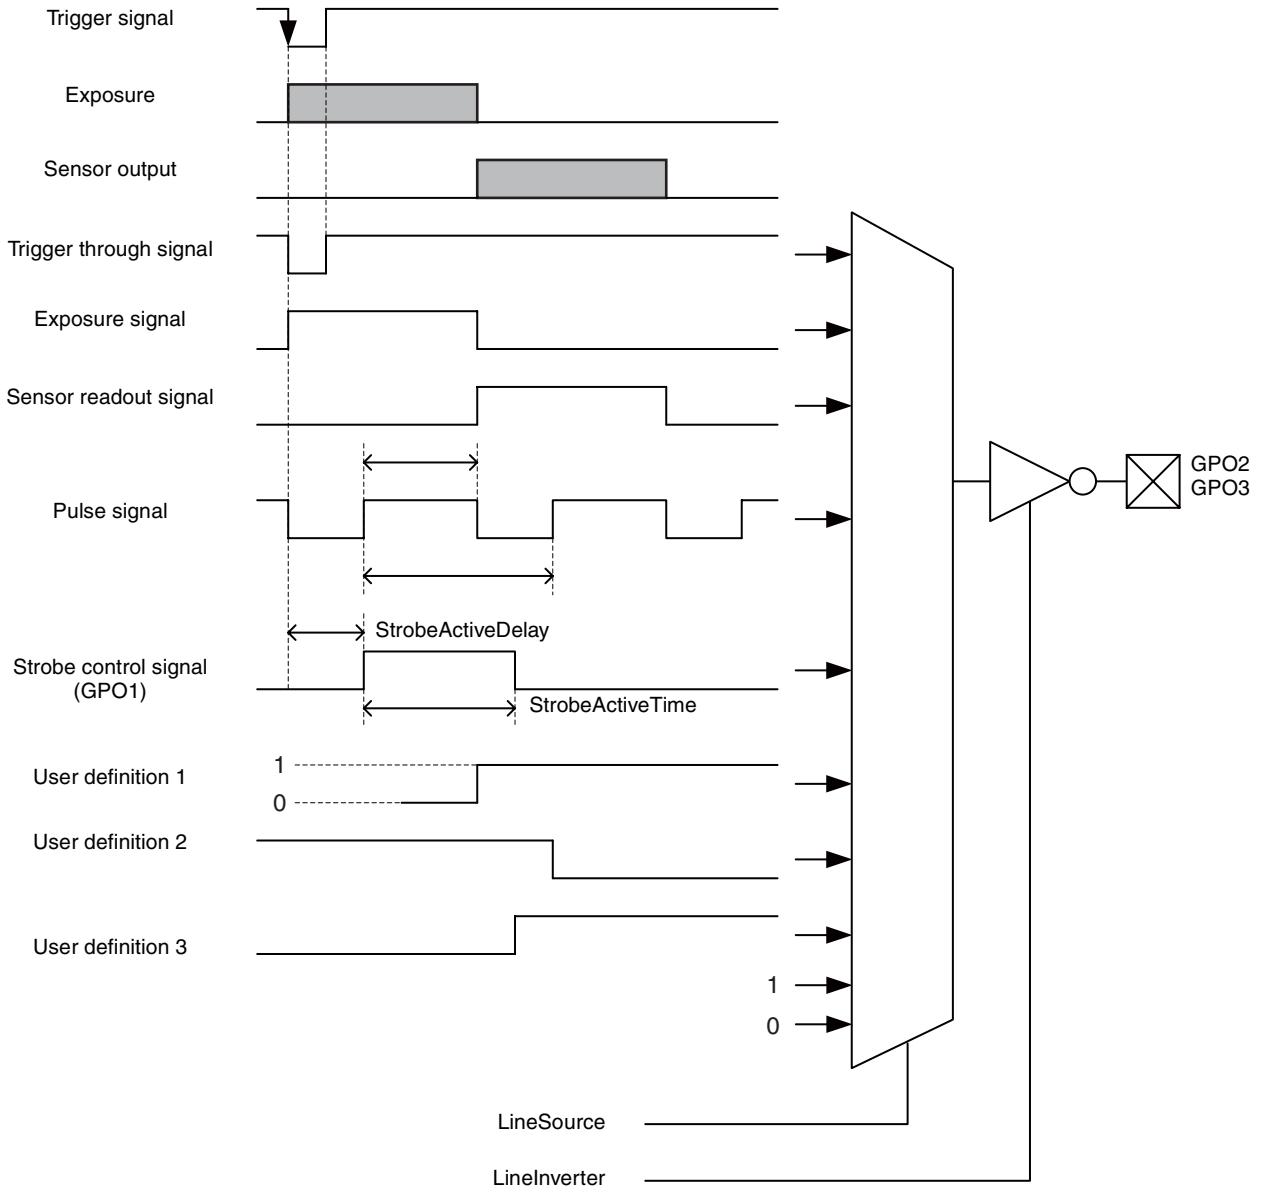 Trigger signal
Exposure
Sensor output
Trigger through signal
Exposure signal
Sensor readout signal
GPO2
GPO3
Pulse signal
StrobeActiveDelay
Strobe control signal
(GPO1)
StrobeActiveTime
1
User definition 1
0
User definition 2
User definition 3
1
0
LineSource
LineInverter